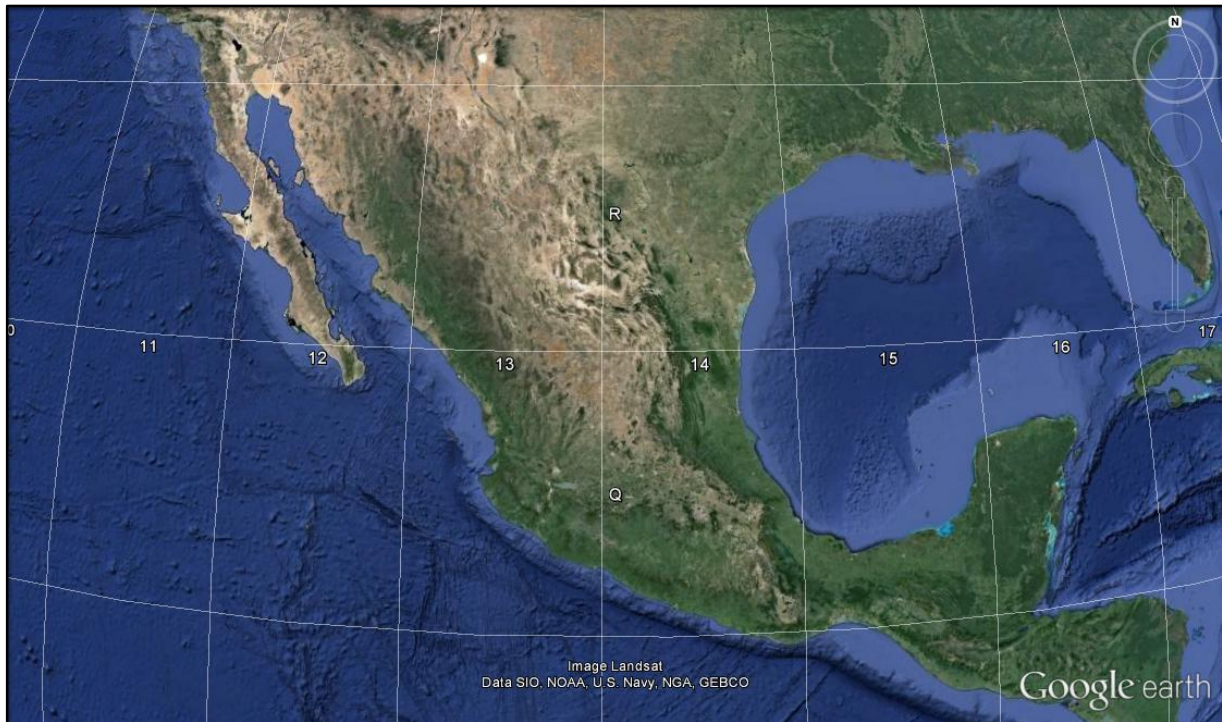 N
R
0 11 12 13 14 15 16 17
Q
Image Landsat
Data SIO, NOAA, U.S. Navy, NGA, GEBCO
Google earth